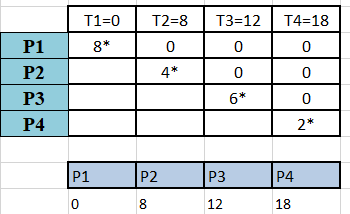 T1=0 T2=8 T3=12 T4=18
P1 8* 0 0 0
P2 4* 0 0
P3 6* 0
P4 2*
P1 P2 P3 P4
0 8 12 18